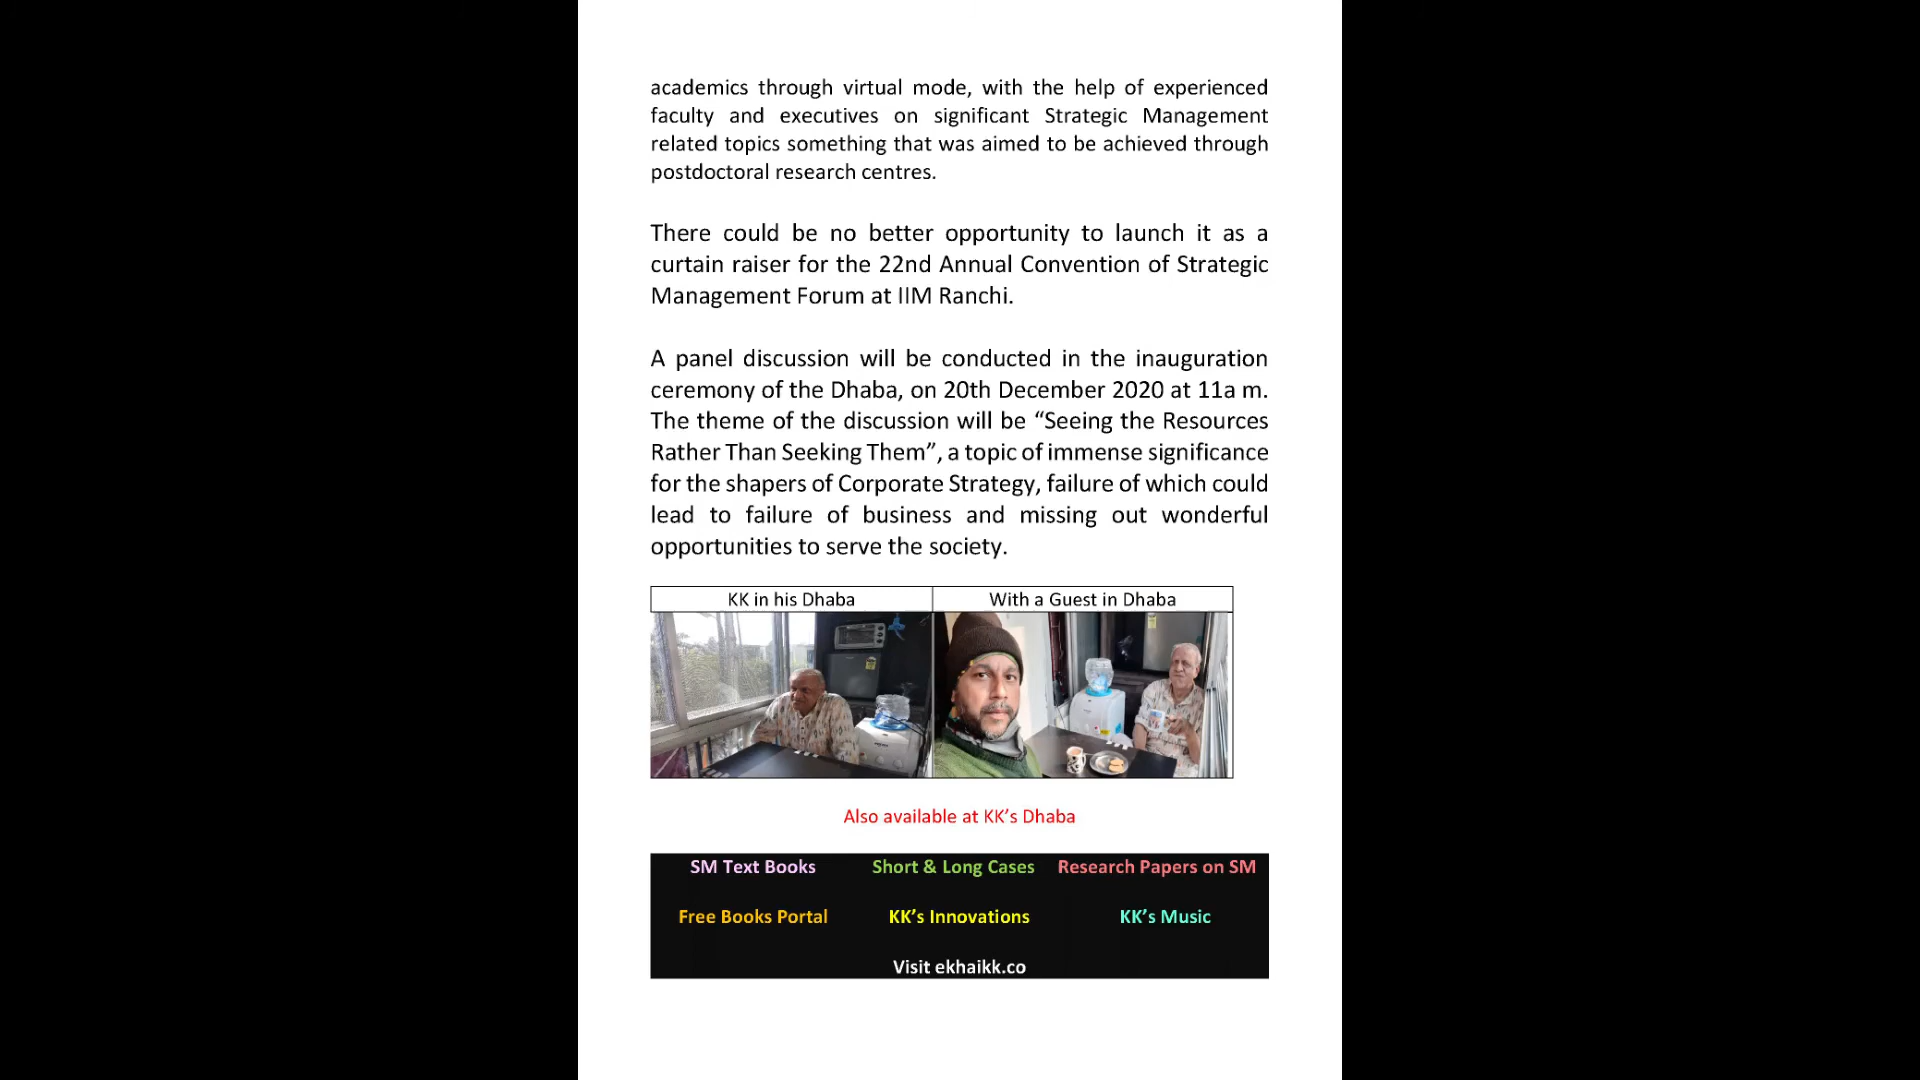 academics through virtual mode, with the help of experienced
faculty and executives on significant Strategic Management
related topics something that was aimed to be achieved through
postdoctoral research centres.
There could be no better opportunity to launch it as a
curtain raiser for the 22nd Annual Convention of Strategic
Management Forum at IIM Ranchi.
A panel discussion will be conducted in the inauguration
ceremony of the Dhaba, on 20th December 2020 at 11a m.
The theme of the discussion will be “Seeing the Resources
Rather Than Seeking Them”, a topic of immense significance
for the shapers of Corporate Strategy, failure of which could
lead to failure of business and missing out wonderful
opportunities to serve the society.
KK in his Dhaba With a Guest in Dhaba
Also available at KK’s Dhaba
SM Text Books Short & Long Cases Research Papers on SM
Free Books Portal KK’s Innovations KK’s Music
Visit ekhaikk.co